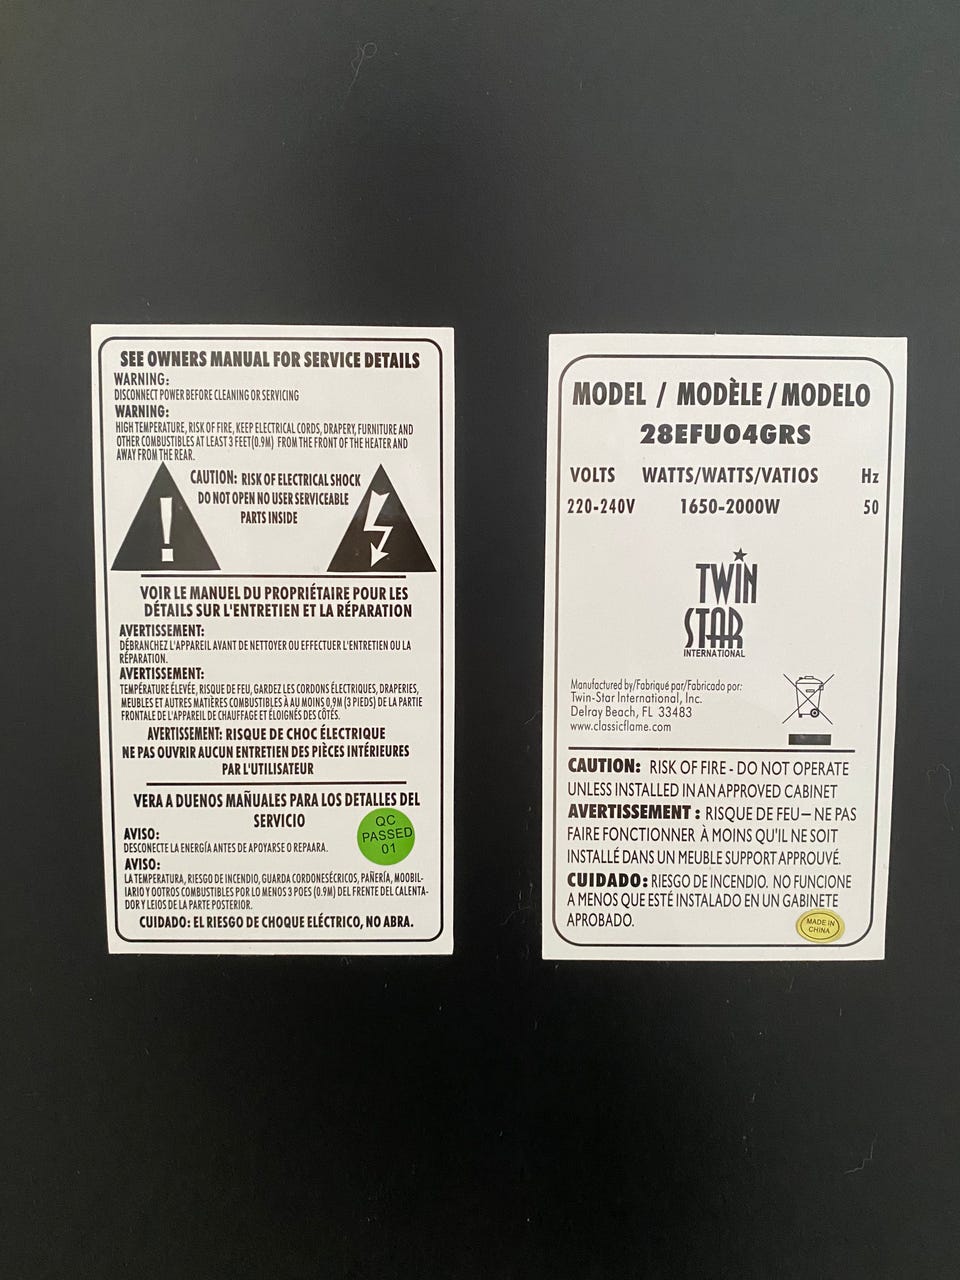 SEE OWNERS MANUAL FOR SERVICE DETAILS
WARNING:
DISCONNECT POWER BEFORE CLEANING OR SERVICING
WARNING:
HIGH TEMPERATURE, RISK OF FIRE, KEEP ELECTRICAL CORDS, DRAPERY, FURNITURE AND
OTHER COMBUSTIBLES AT LEAST 3 FEET(0.9M) FROM THE FRONT OF THE HEATER AND
AWAY FROM THE REAR.
CAUTION: RISK OF ELECTRICAL SHOCK
DO NOT OPEN NO USER SERVICEABLE
PARTS INSIDE
VOIR LE MANUEL DU PROPRIÉTAIRE POUR LES
DÉTAILS SUR L'ENTRETIEN ET LA RÉPARATION
AVERTISSEMENT:
DÉBRANCHEZ L'APPAREIL AVANT DE NETTOYER OU EFFECTUER L'ENTRETIEN OU LA
RÉPARATION.
AVERTISSEMENT:
TEMPÉRATURE ÉLEVÉE, RISQUE DE FEU, GARDEZ LES CORDONS ÉLECTRIQUES, DRAPERIES,
MEUBLES ET AUTRES MATIÈRES COMBUSTIBLES À AU MOINS 0,9M (3 PIEDS) DE LA PARTIE
FRONTALE DE L'APPAREIL DE CHAUFFAGE ET ÉLOIGNÉS DES CÔTÉS.
AVERTISSEMENT: RISQUE DE CHOC ÉLECTRIQUE
NE PAS OUVRIR AUCUN ENTRETIEN DES PIÈCES INTÉRIEURES
PAR L'UTILISATEUR
VERA A DUENOS MAÑUALES PARA LOS DETALLES DEL
SERVICIO
AVISO:
DESCONECTE LA ENERGÍA ANTES DE APOYARSE O REPAARA.
AVISO:
LA TEMPERATURA, RIESGO DE INCENDIO, GUARDA CORDONESÉCRICOS, PAÑERÍA, MOOBIL-
LIARIO Y OOTROS COMBUSTIBLES POR LO MENOS 3 POES (0.9M) DEL FRENTE DEL CALENTA-
DOR Y LEIOS DE LA PARTE POSTERIOR.
CUIDADO: EL RIESGO DE CHOQUE ELÉCTRICO, NO ABRA.
QC
PASSED
01
MODEL / MODÈLE / MODELO
28EFU04GRS
VOLTS WATTS/WATTS/VATIOS Hz
220-240V 1650-2000W 50
TWIN
STAR
INTERNATIONAL
Manufactured by/Fabriqué par/Fabricado por:
Twin-Star International, Inc.
Delray Beach, FL 33483
www.classicflame.com
CAUTION: RISK OF FIRE - DO NOT OPERATE
UNLESS INSTALLED IN AN APPROVED CABINET
AVERTISSEMENT : RISQUE DE FEU – NE PAS
FAIRE FONCTIONNER À MOINS QU'IL NE SOIT
INSTALLÉ DANS UN MEUBLE SUPPORT APPROUVÉ.
CUIDADO: RIESGO DE INCENDIO. NO FUNCIONE
A MENOS QUE ESTÉ INSTALADO EN UN GABINETE
APROBADO.
MADE IN
CHINA